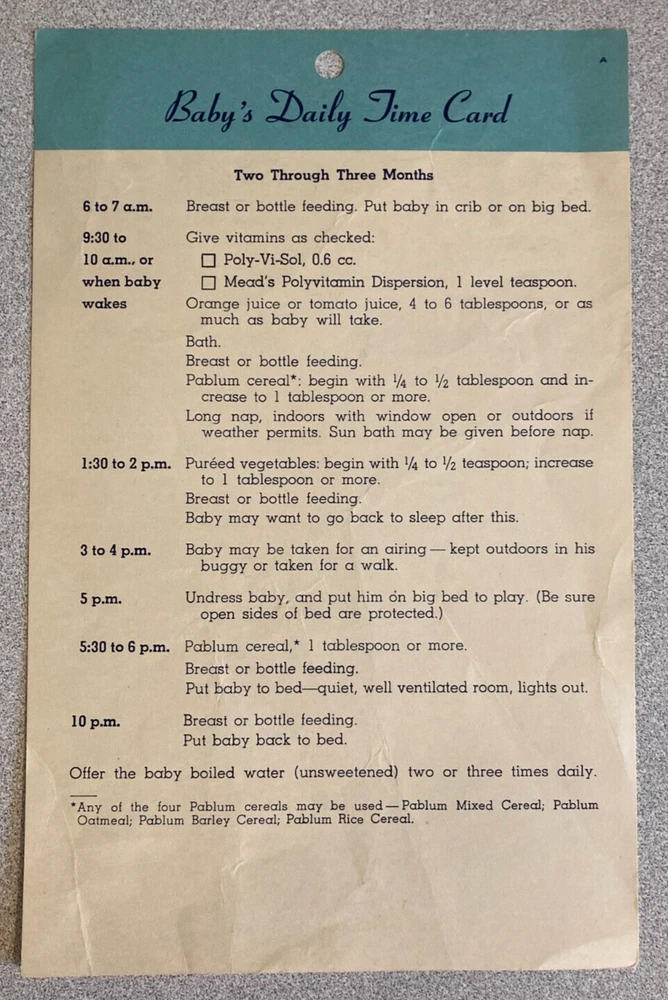 A
Baby's Daily Time Card
Two Through Three Months
6 to 7 a.m. Breast or bottle feeding. Put baby in crib or on big bed.
9:30 to Give vitamins as checked:
10 a.m., or ☐ Poly-Vi-Sol, 0.6 cc.
when baby ☐ Mead's Polyvitamin Dispersion, 1 level teaspoon.
wakes Orange juice or tomato juice, 4 to 6 tablespoons, or as
much as baby will take.
Bath.
Breast or bottle feeding.
Pablum cereal*: begin with 1/4 to 1/2 tablespoon and in-
crease to 1 tablespoon or more.
Long nap, indoors with window open or outdoors if
weather permits. Sun bath may be given before nap.
1:30 to 2 p.m. Puréed vegetables: begin with 1/4 to 1/2 teaspoon; increase
to 1 tablespoon or more.
Breast or bottle feeding.
Baby may want to go back to sleep after this.
3 to 4 p.m. Baby may be taken for an airing — kept outdoors in his
buggy or taken for a walk.
5 p.m. Undress baby, and put him on big bed to play. (Be sure
open sides of bed are protected.)
5:30 to 6 p.m. Pablum cereal,* 1 tablespoon or more.
Breast or bottle feeding.
Put baby to bed—quiet, well ventilated room, lights out.
10 p.m. Breast or bottle feeding.
Put baby back to bed.
Offer the baby boiled water (unsweetened) two or three times daily.
*Any of the four Pablum cereals may be used — Pablum Mixed Cereal; Pablum
Oatmeal; Pablum Barley Cereal; Pablum Rice Cereal.